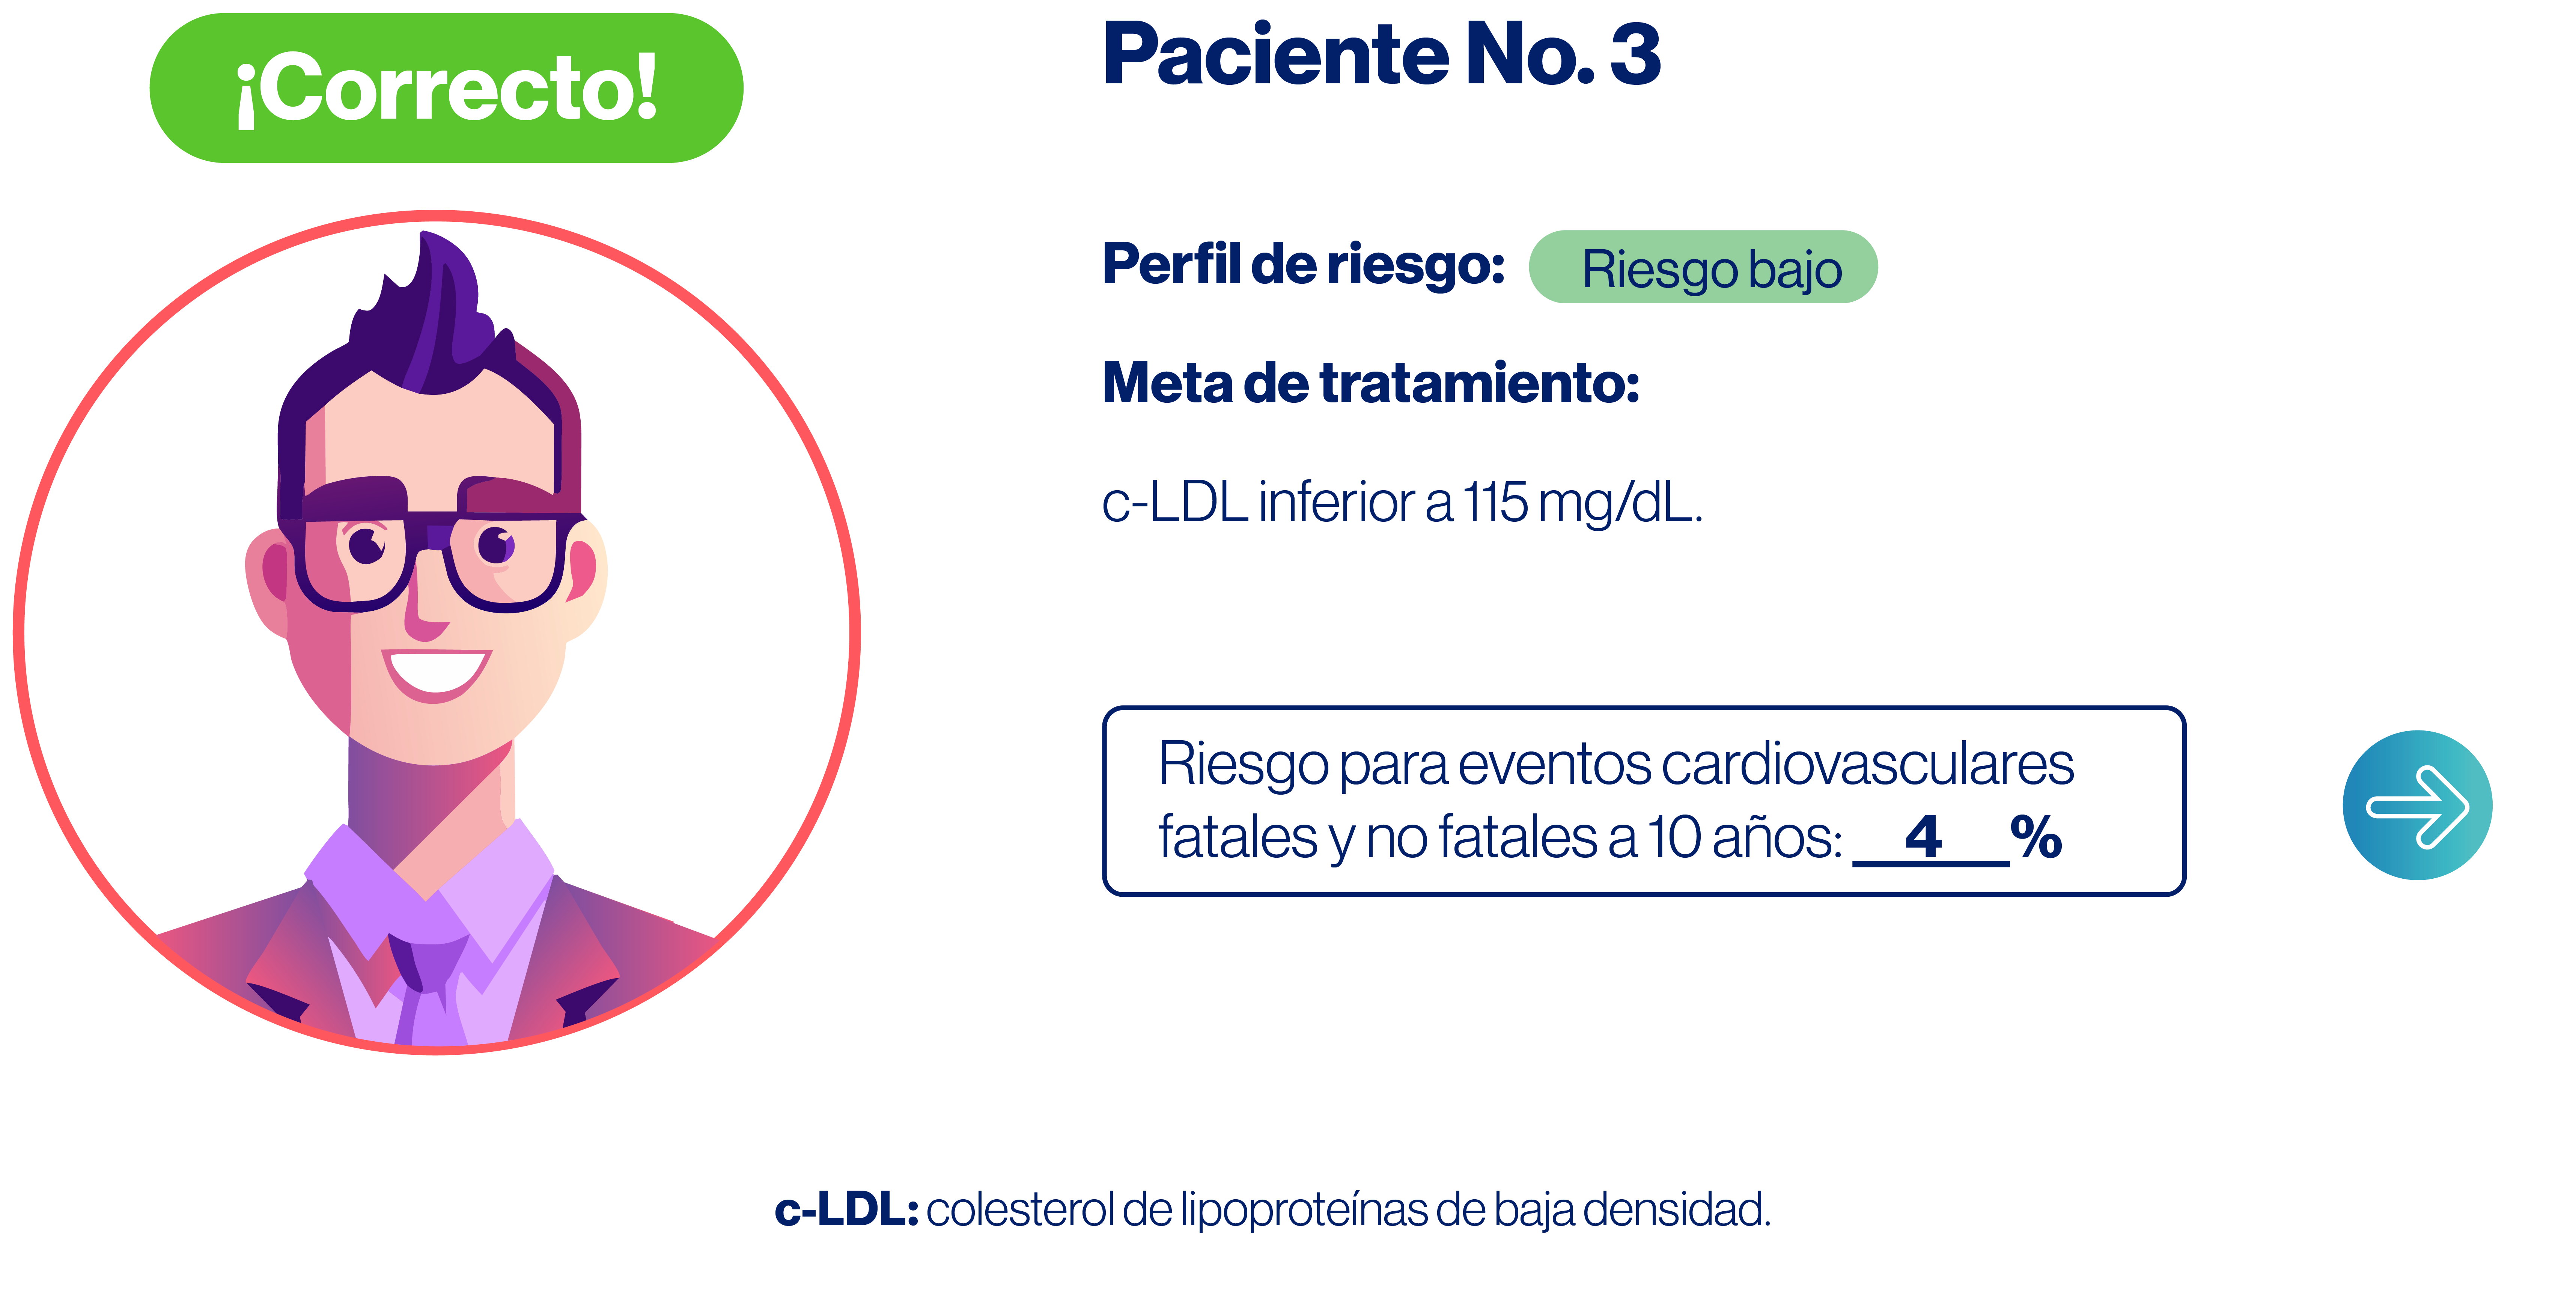 ¡Correcto!
Paciente No. 3
Perfil de riesgo: Riesgo bajo
Meta de tratamiento:
c-LDL inferior a 115 mg/dL.
Riesgo para eventos cardiovasculares
fatales y no fatales a 10 años: 4 %
c-LDL: colesterol de lipoproteínas de baja densidad.